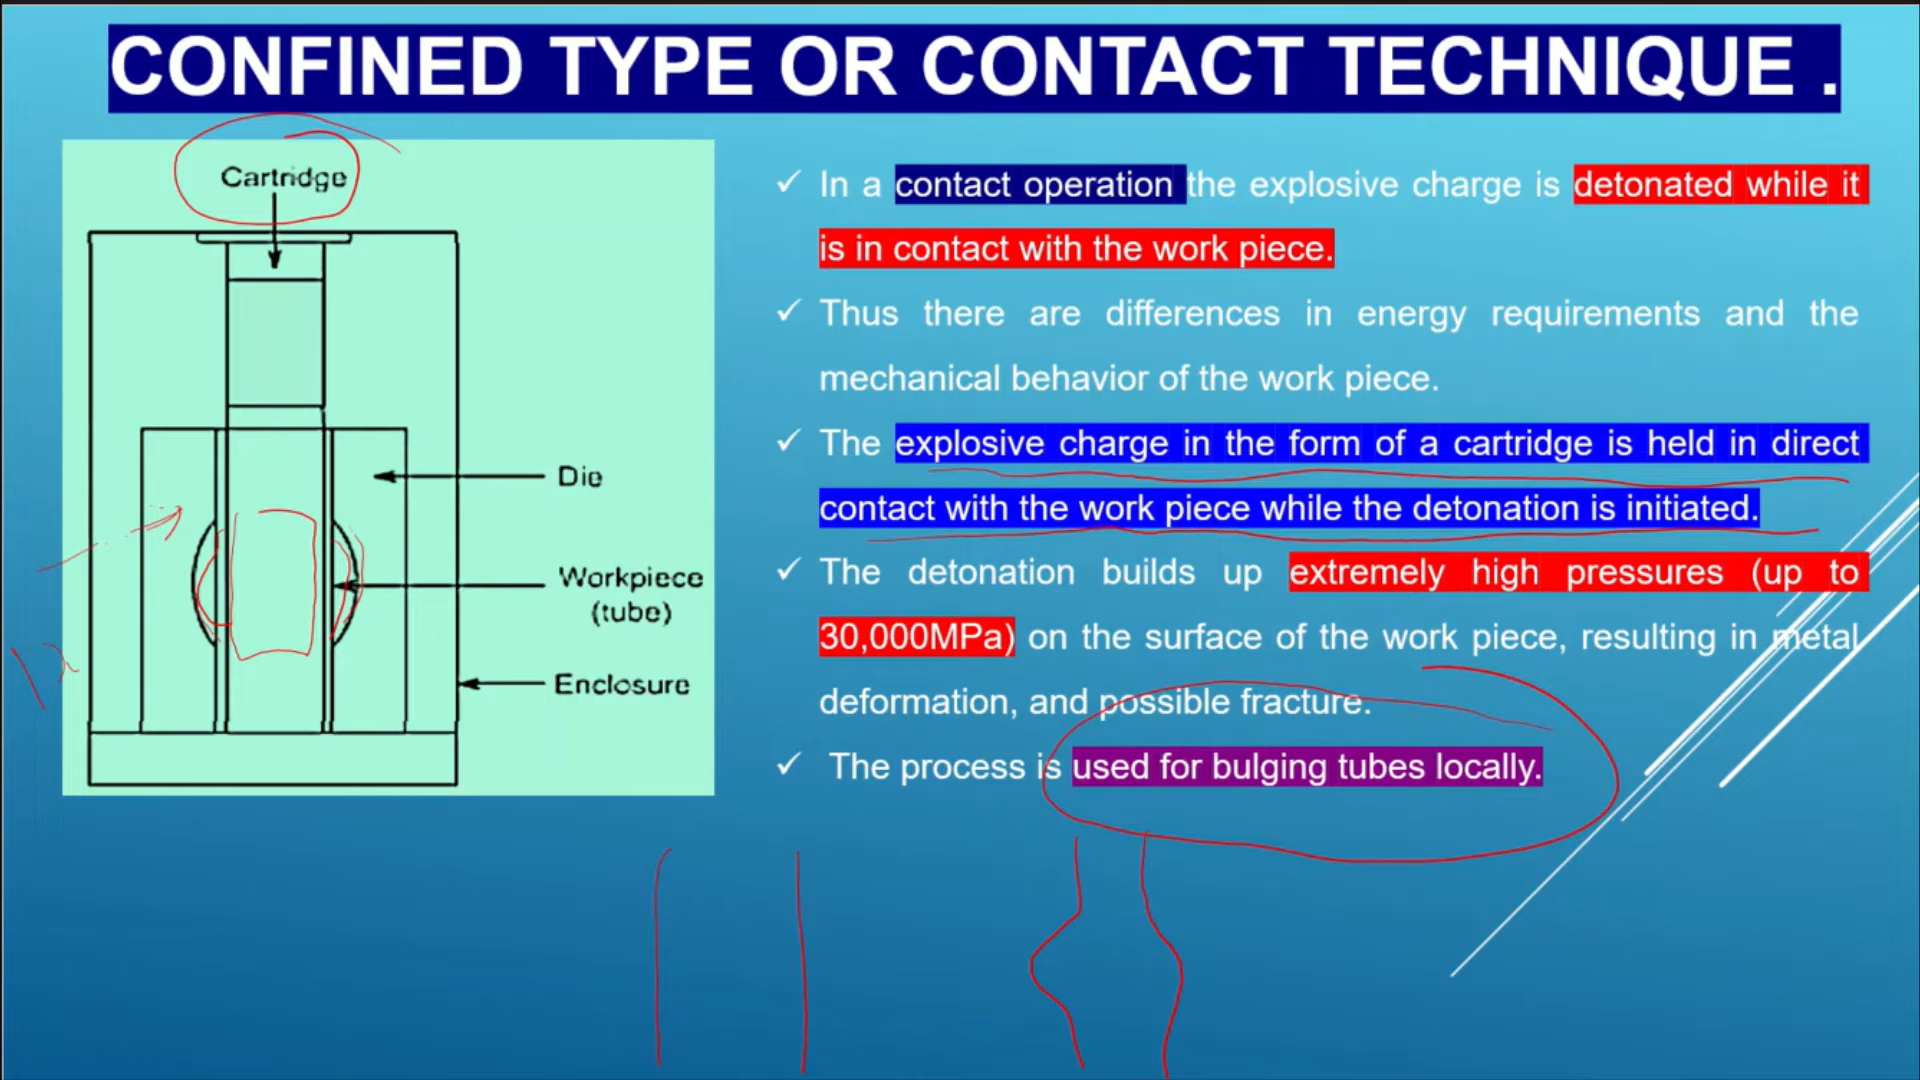 CONFINED TYPE OR CONTACT TECHNIQUE .
Cartridge
Die
Workpiece
(tube)
Enclosure
✓ In a contact operation the explosive charge is detonated while it
is in contact with the work piece.
✓ Thus there are differences in energy requirements and the
mechanical behavior of the work piece.
✓ The explosive charge in the form of a cartridge is held in direct
contact with the work piece while the detonation is initiated.
✓ The detonation builds up extremely high pressures (up to
30,000MPa) on the surface of the work piece, resulting in metal
deformation, and possible fracture.
✓ The process is used for bulging tubes locally.